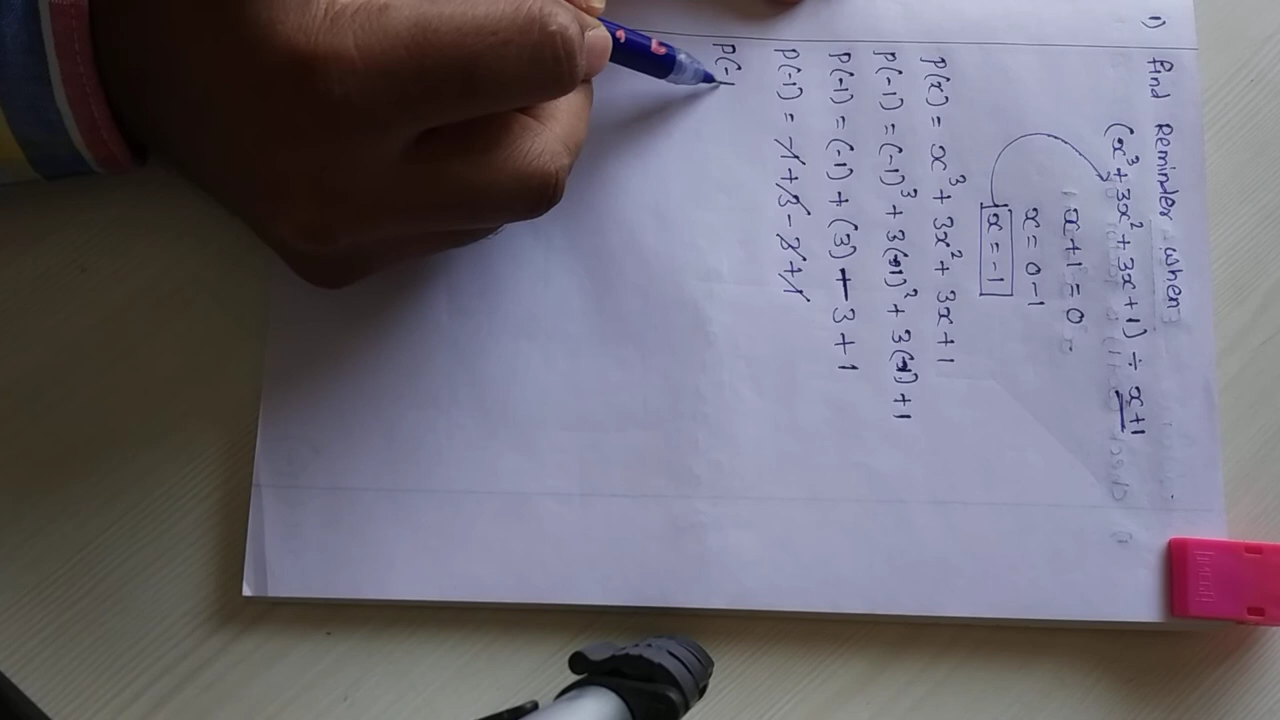 1) find Reminder when
(x³ + 3x² + 3x + 1) ÷ x+1
x + 1 = 0
x = 0 - 1
x = -1
P(x) = x³ + 3x² + 3x + 1
P(-1) = (-1)³ + 3(-1)² + 3(-1) + 1
P(-1) = (-1) + (3) - 3 + 1
P(-1) = -1 + 3 - 3 + 1
P(-1